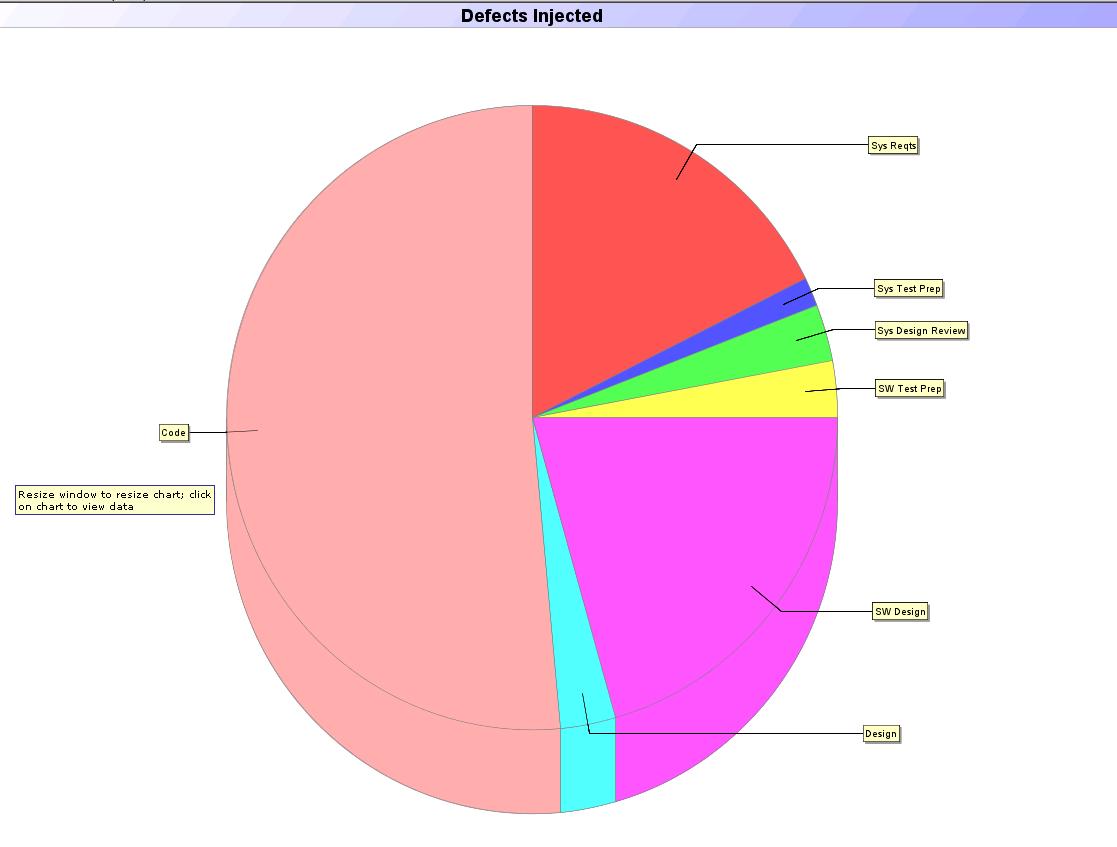 Defects Injected
Sys Reqts
Sys Test Prep
Sys Design Review
SW Test Prep
Code
Resize window to resize chart; click
on chart to view data
SW Design
Design